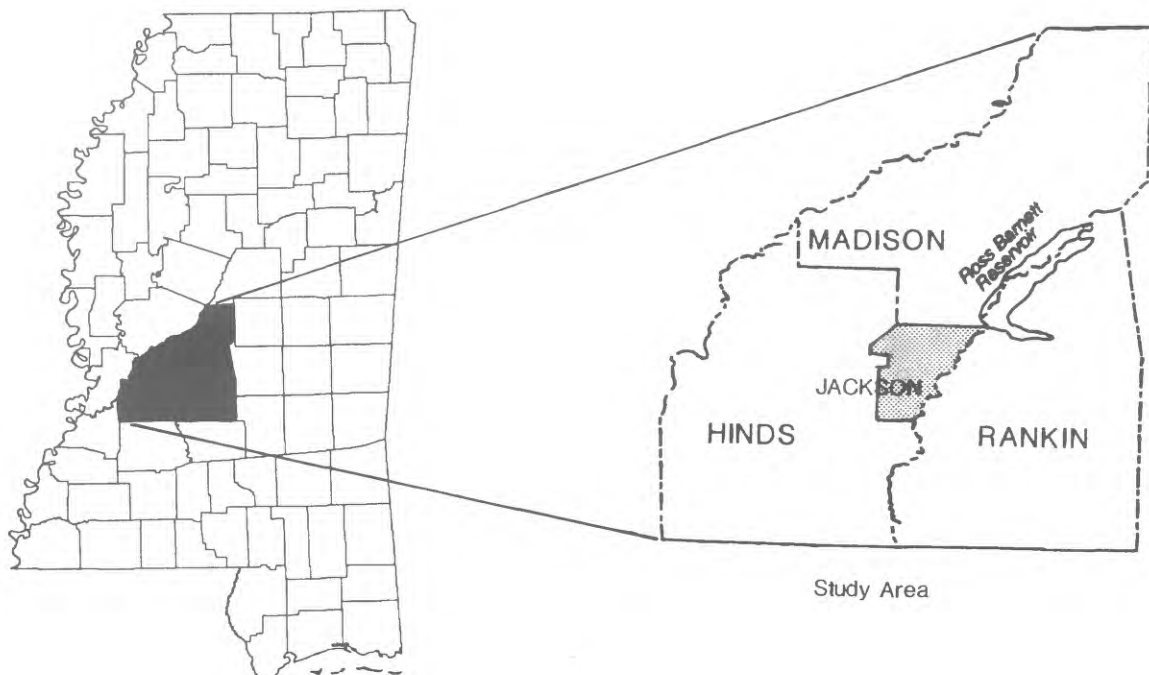 MADISON
Ross Barnett
Reservoir
JACKSON
HINDS
RANKIN
Study Area